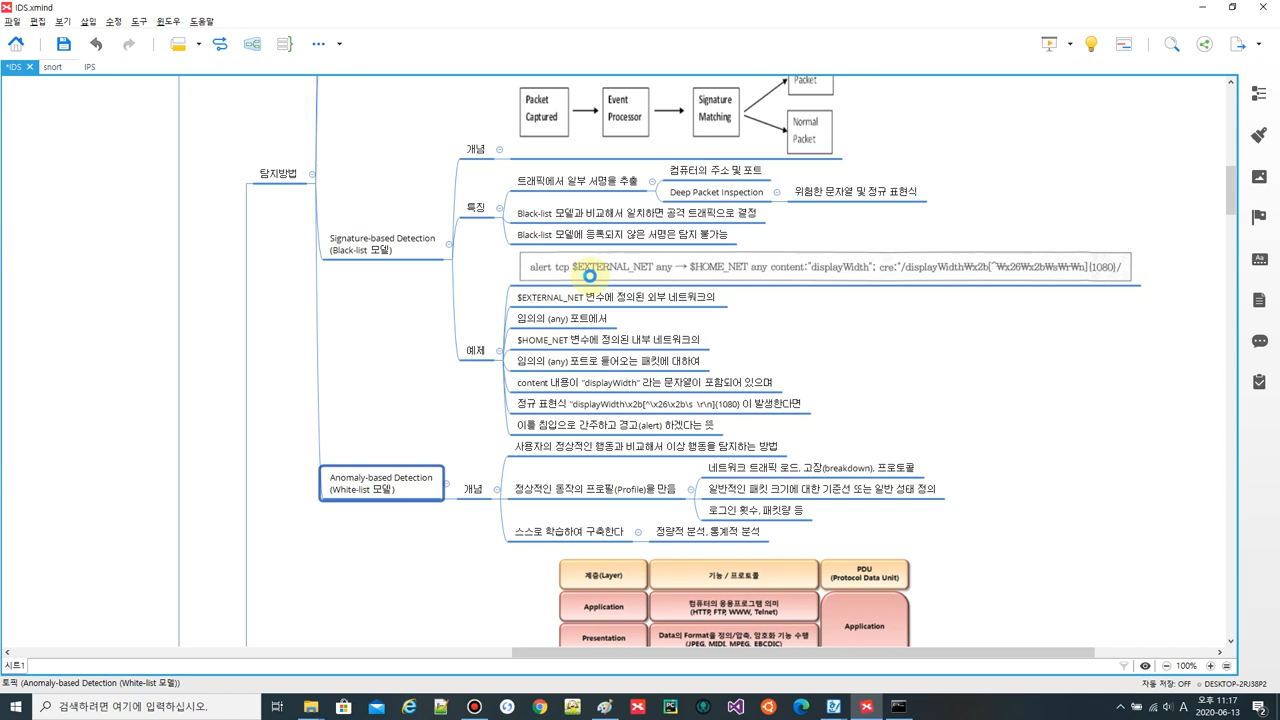 IDS.xmind
파일 편집 보기 삽입 수정 도구 윈도우 도움말
*IDS
snort
IPS
Packet
Packet Captured
Event Processor
Signature Matching
Normal Packet
개념
탐지방법
컴퓨터의 주소 및 포트
트래픽에서 일부 서명을 추출
Deep Packet Inspection
위험한 문자열 및 정규 표현식
특징
Black-list 모델과 비교해서 일치하면 공격 트래픽으로 결정
Black-list 모델에 등록되지 않은 서명은 탐지 불가능
Signature-based Detection
(Black-list 모델)
alert tcp $EXTERNAL_NET any → $HOME_NET any content:"displayWidth"; cre:"/displayWidth₩x2b[^₩x26₩x2b₩s₩r₩n]{1080}/
$EXTERNAL_NET 변수에 정의된 외부 네트워크의
임의의 (any) 포트에서
$HOME_NET 변수에 정의된 내부 네트워크의
예제
임의의 (any) 포트로 들어오는 패킷에 대하여
content 내용이 "displayWidth" 라는 문자열이 포함되어 있으며
정규 표현식 "displayWidth\x2b[^\x26\x2b\s \r\n]{1080} 이 발생한다면
이를 침입으로 간주하고 경고(alert) 하겠다는 뜻
사용자의 정상적인 행동과 비교해서 이상 행동을 탐지하는 방법
Anomaly-based Detection
(White-list 모델)
개념
정상적인 동작의 프로필(Profile)을 만듬
네트워크 트래픽 로드, 고장(breakdown), 프로토콜
일반적인 패킷 크기에 대한 기준선 또는 일반 성태 정의
로그인 횟수, 패킷량 등
스스로 학습하여 구축한다
정량적 분석, 통계적 분석
계층(Layer)
기능 / 프로토콜
PDU
(Protocol Data Unit)
Application
컴퓨터의 응용프로그램 의미
(HTTP, FTP, WWW, Telnet)
Application
Presentation
Data의 Format을 정의/압축, 암호화 기능 수행
(JPEG, MIDI, MPEG, EBCDIC)
시트1
100%
토픽 (Anomaly-based Detection (White-list 모델))
자동 저장: OFF
DESKTOP-2RJ38P2
검색하려면 여기에 입력하십시오.
오후 11:17
2020-06-13